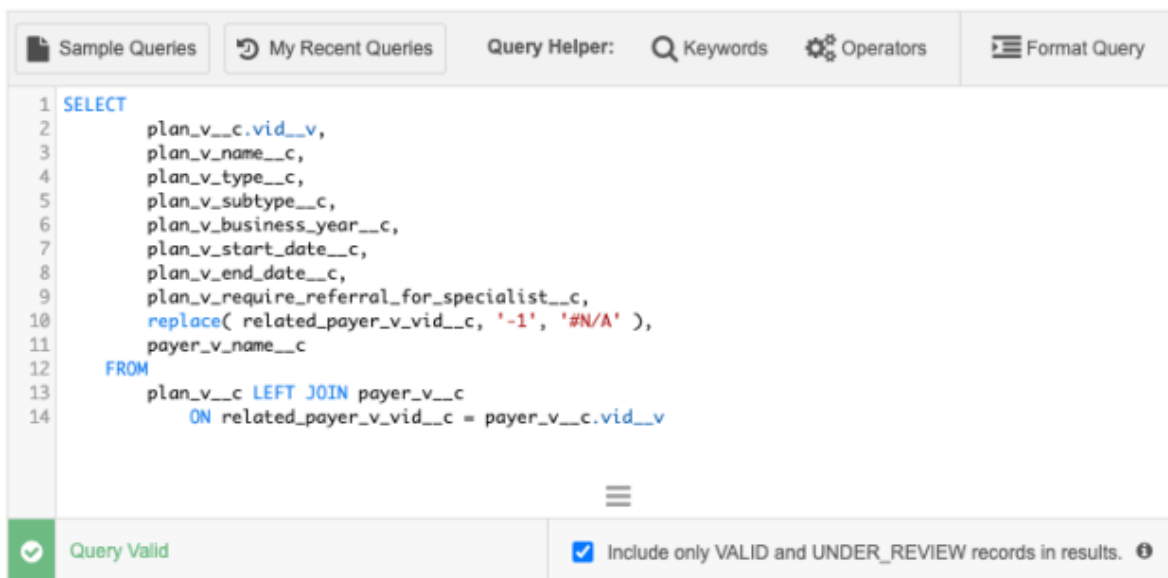 Sample Queries My Recent Queries Query Helper: Keywords Operators Format Query
1 SELECT
2 plan_v__c.vid__v,
3 plan_v_name__c,
4 plan_v_type__c,
5 plan_v_subtype__c,
6 plan_v_business_year__c,
7 plan_v_start_date__c,
8 plan_v_end_date__c,
9 plan_v_require_referral_for_specialist__c,
10 replace( related_payer_v_vid__c, '-1', '#N/A' ),
11 payer_v_name__c
12 FROM
13 plan_v__c LEFT JOIN payer_v__c
14 ON related_payer_v_vid__c = payer_v__c.vid__v
Query Valid Include only VALID and UNDER_REVIEW records in results.